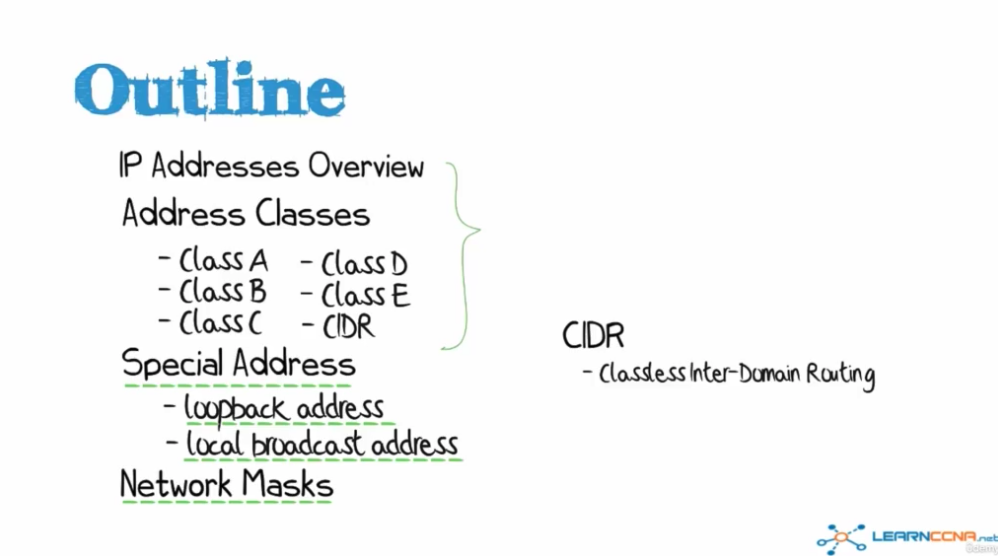 Outline
IP Addresses Overview
Address Classes
- Class A - Class D
- Class B - Class E
- Class C - CIDR
Special Address
- loopback address
- local broadcast address
Network Masks
CIDR
- Classless Inter-Domain Routing
LEARNCCNA.net
Udemy